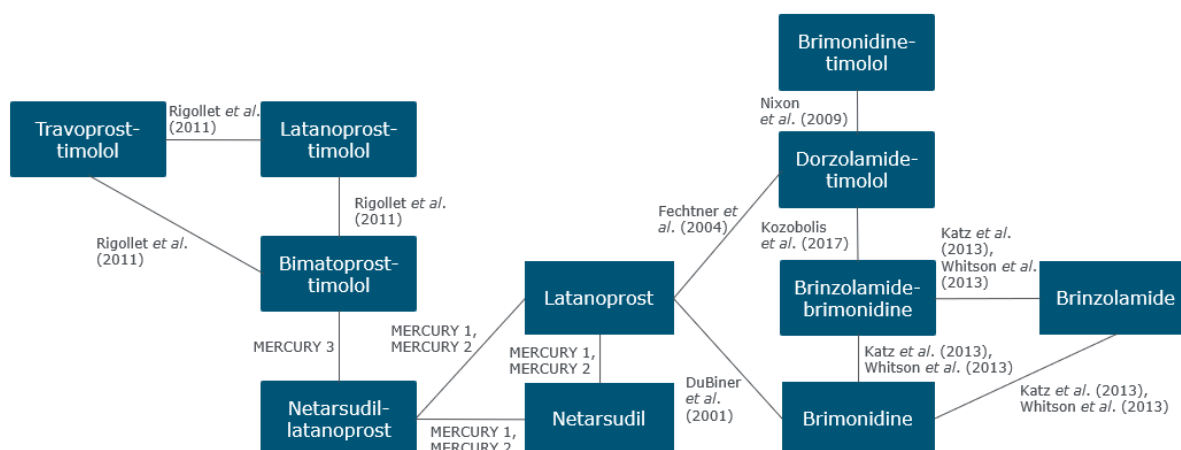 Brimonidine-
timolol
Nixon
et al. (2009)
Travoprost-
timolol
Rigollet et al.
(2011)
Latanoprost-
timolol
Dorzolamide-
timolol
Rigollet et al.
(2011)
Fechtner et
al. (2004)
Kozobolis
et al. (2017)
Katz et al.
(2013),
Whitson et al.
(2013)
Rigollet et al.
(2011)
Bimatoprost-
timolol
Latanoprost
Brinzolamide-
brimonidine
Brinzolamide
MERCURY 3
MERCURY 1,
MERCURY 2
MERCURY 1,
MERCURY 2
Katz et al. (2013),
Whitson et al. (2013)
DuBiner
et al.
(2001)
Katz et al. (2013),
Whitson et al. (2013)
Netarsudil-
latanoprost
MERCURY 1,
MERCURY 2
Netarsudil
Brimonidine